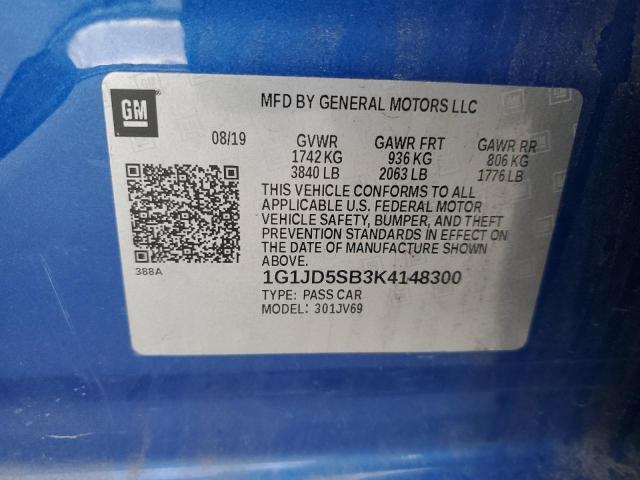 GM
MFD BY GENERAL MOTORS LLC
08/19 GVWR GAWR FRT GAWR RR
1742 KG 936 KG 806 KG
3840 LB 2063 LB 1776 LB
THIS VEHICLE CONFORMS TO ALL
APPLICABLE U.S. FEDERAL MOTOR
VEHICLE SAFETY, BUMPER, AND THEFT
PREVENTION STANDARDS IN EFFECT ON
THE DATE OF MANUFACTURE SHOWN
ABOVE.
388A
1G1JD5SB3K4148300
TYPE: PASS CAR
MODEL: 301JV69